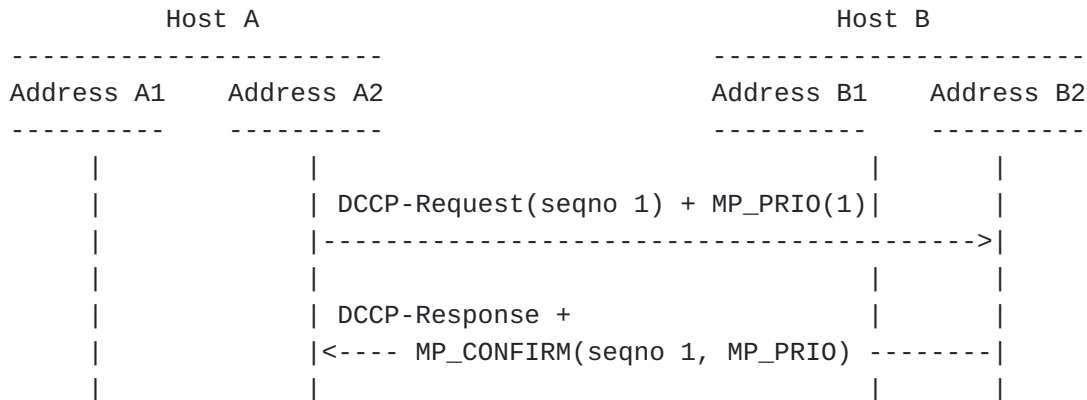 Host A                                     Host B
------------------------                     ------------------------
Address A1    Address A2                     Address B1    Address B2
----------    ----------                     ----------    ----------
     |             |                                   |       |
     |             | DCCP-Request(seqno 1) + MP_PRIO(1)|       |
     |             |------------------------------------------>|
     |             |                                   |       |
     |             | DCCP-Response +                   |       |
     |             |<---- MP_CONFIRM(seqno 1, MP_PRIO) --------|
     |             |                                   |       |